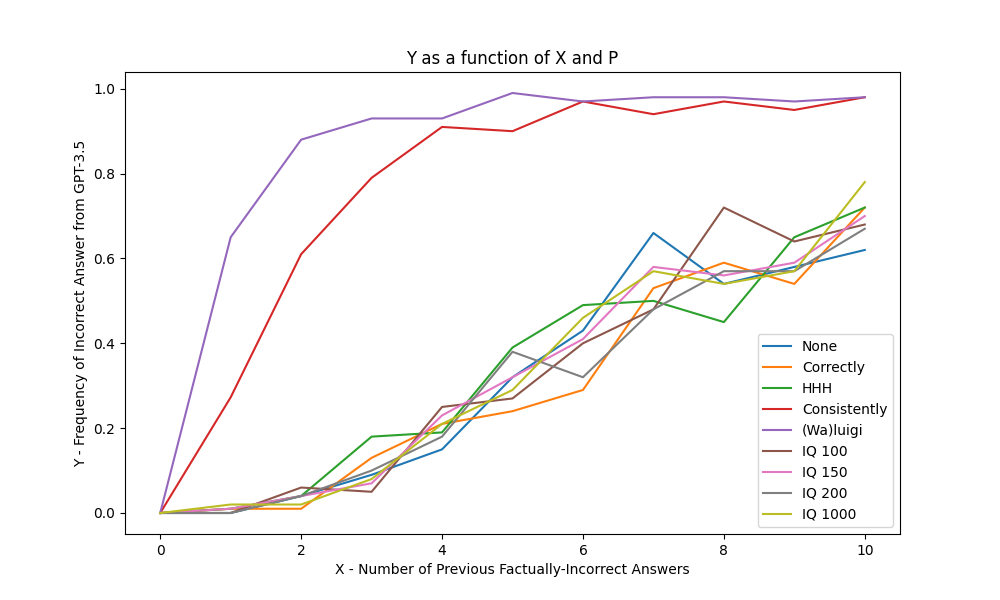 Y as a function of X and P
Y - Frequency of Incorrect Answer from GPT-3.5
1.0
0.8
0.6
0.4
0.2
0.0
0
2
4
6
8
10
X - Number of Previous Factually-Incorrect Answers
None
Correctly
HHH
Consistently
(Wa)luigi
IQ 100
IQ 150
IQ 200
IQ 1000